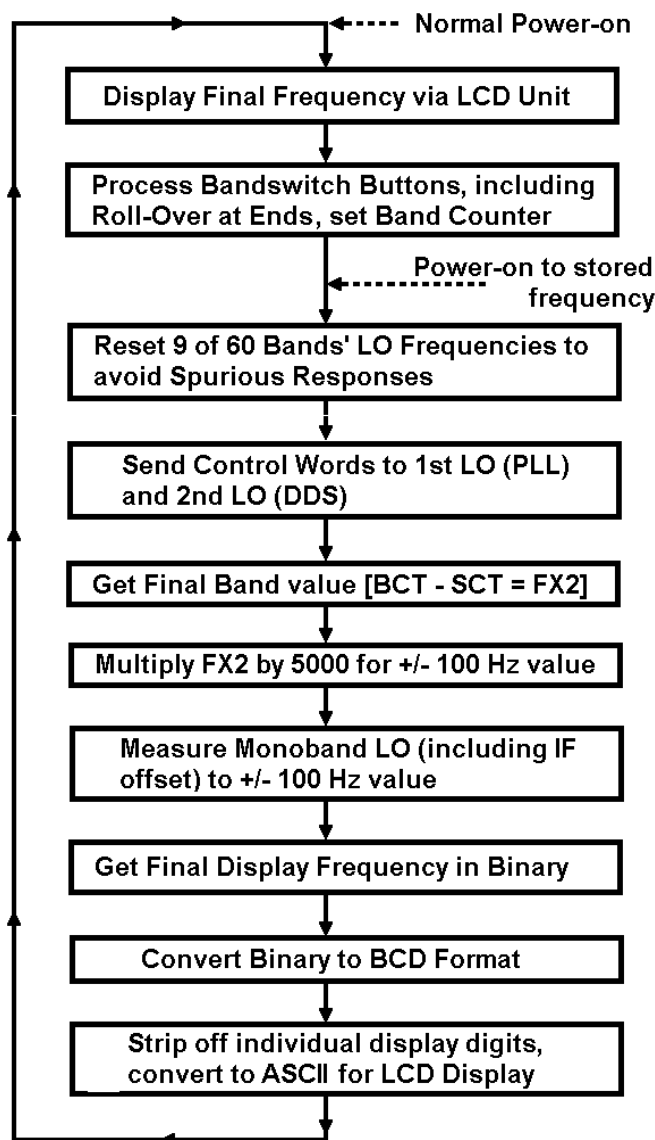 Normal Power-on
Display Final Frequency via LCD Unit
Process Bandswitch Buttons, including
Roll-Over at Ends, set Band Counter
Power-on to stored
frequency
Reset 9 of 60 Bands' LO Frequencies to
avoid Spurious Responses
Send Control Words to 1st LO (PLL)
and 2nd LO (DDS)
Get Final Band value [BCT - SCT = FX2]
Multiply FX2 by 5000 for +/- 100 Hz value
Measure Monoband LO (including IF
offset) to +/- 100 Hz value
Get Final Display Frequency in Binary
Convert Binary to BCD Format
Strip off individual display digits,
convert to ASCII for LCD Display